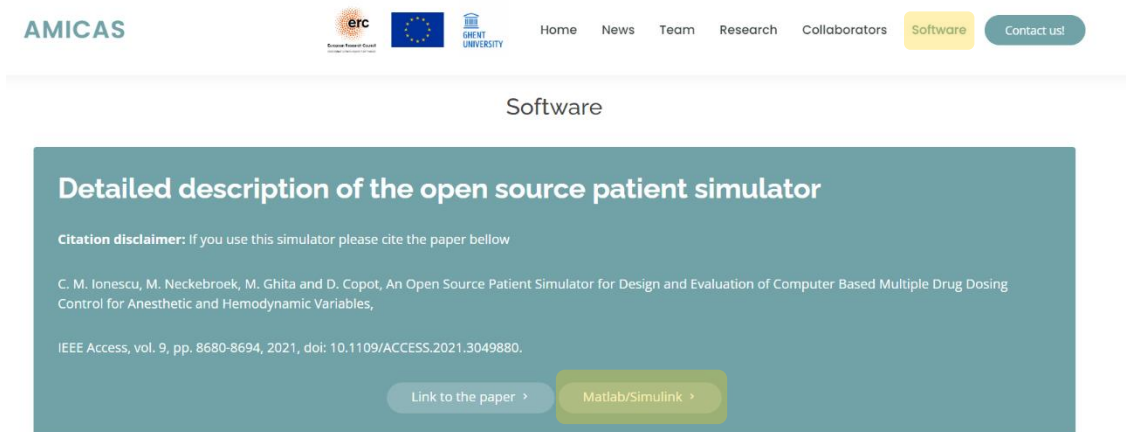 AMICAS
erc
European Research Council
GHENT
UNIVERSITY
Home
News
Team
Research
Collaborators
Software
Contact us!
Software
Detailed description of the open source patient simulator
Citation disclaimer: If you use this simulator please cite the paper bellow
C. M. Ionescu, M. Neckebroek, M. Ghita and D. Copot, An Open Source Patient Simulator for Design and Evaluation of Computer Based Multiple Drug Dosing
Control for Anesthetic and Hemodynamic Variables,
IEEE Access, vol. 9, pp. 8680-8694, 2021, doi: 10.1109/ACCESS.2021.3049880.
Link to the paper ›
Matlab/Simulink ›